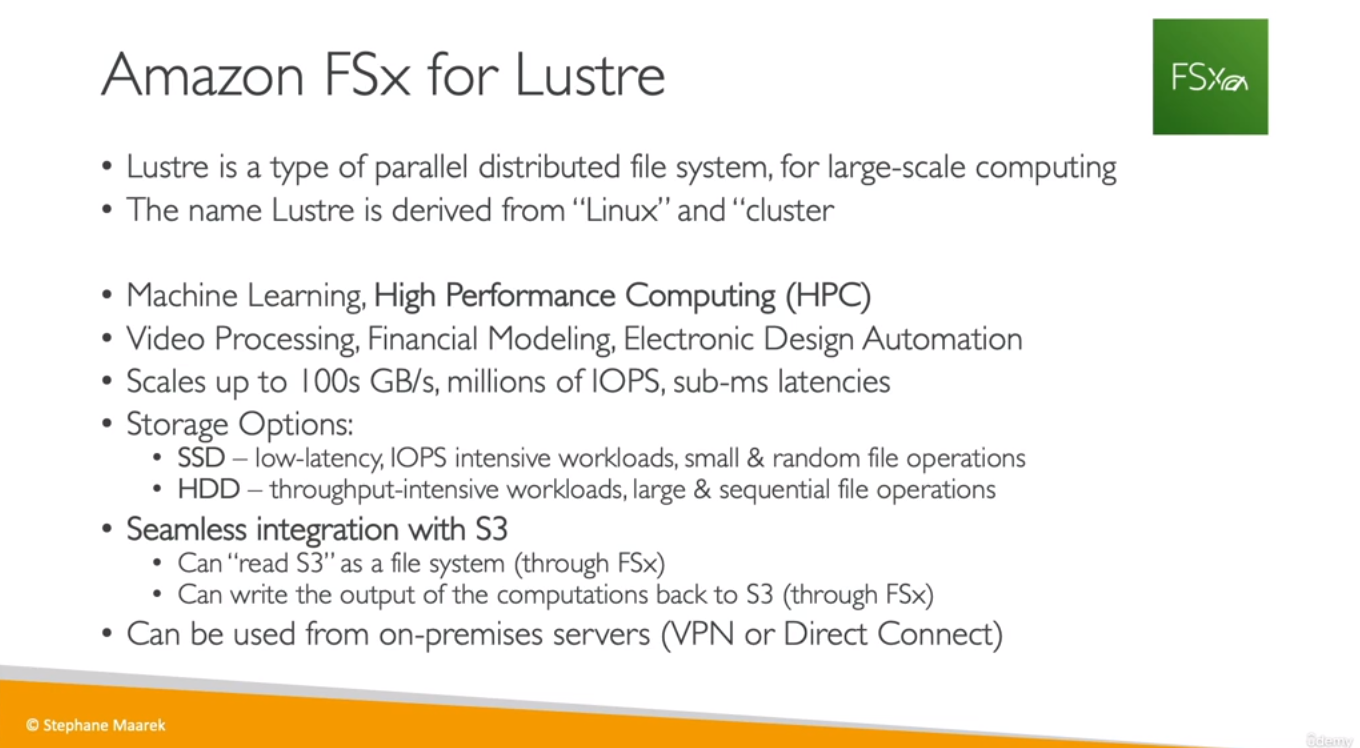 Amazon FSx for Lustre
FSx
• Lustre is a type of parallel distributed file system, for large-scale computing
• The name Lustre is derived from “Linux” and “cluster
• Machine Learning, High Performance Computing (HPC)
• Video Processing, Financial Modeling, Electronic Design Automation
• Scales up to 100s GB/s, millions of IOPS, sub-ms latencies
• Storage Options:
• SSD – low-latency, IOPS intensive workloads, small & random file operations
• HDD – throughput-intensive workloads, large & sequential file operations
• Seamless integration with S3
• Can “read S3” as a file system (through FSx)
• Can write the output of the computations back to S3 (through FSx)
• Can be used from on-premises servers (VPN or Direct Connect)
© Stephane Maarek
ûdemy